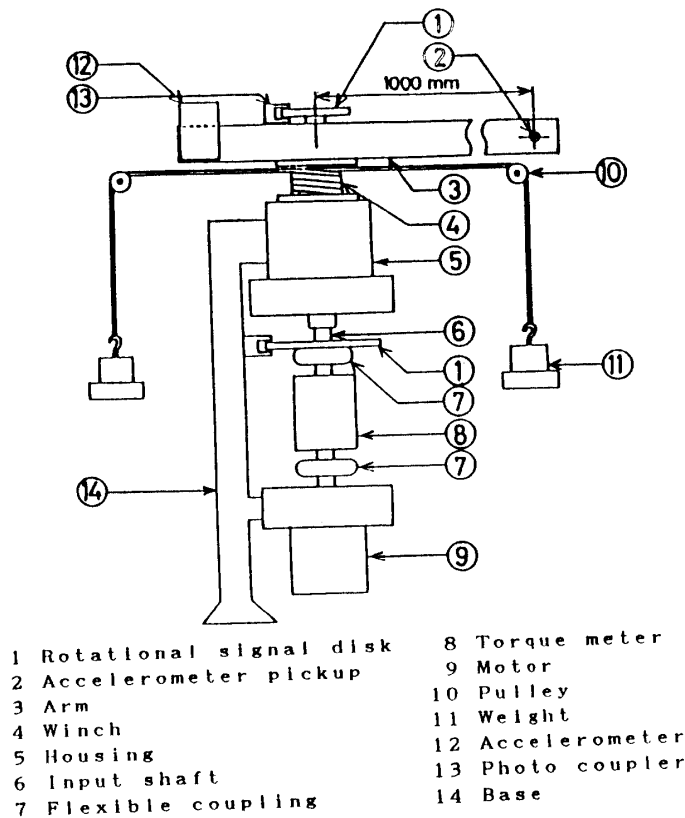 ①
②
⑫
1000 mm
⑬
③
⑩
④
⑤
⑥
①
⑪
⑦
⑧
⑦
⑭
⑨
1 Rotational signal disk
2 Accelerometer pickup
3 Arm
4 Winch
5 Housing
6 Input shaft
7 Flexible coupling
8 Torque meter
9 Motor
10 Pulley
11 Weight
12 Accelerometer
13 Photo coupler
14 Base